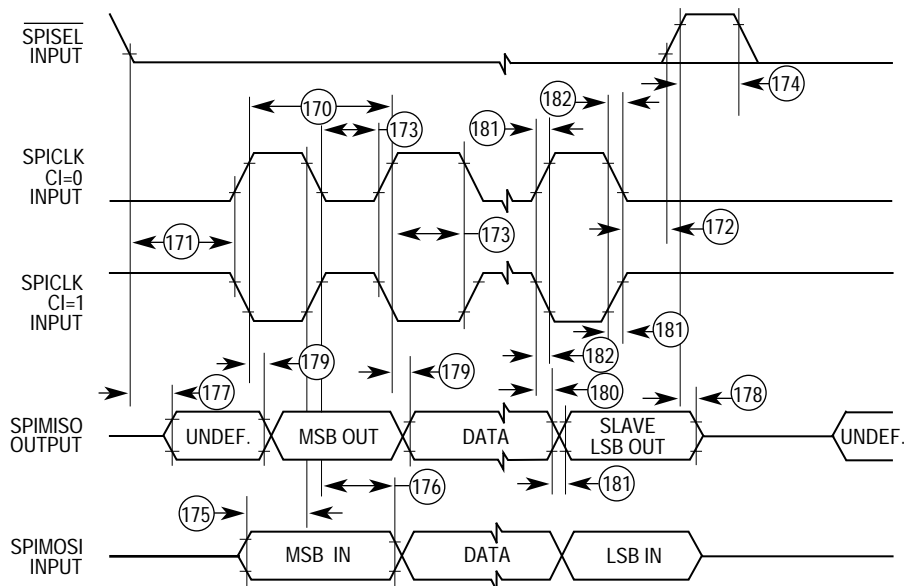 SPISEL
INPUT
174
182
170
181
173
SPICLK
CI=0
INPUT
172
173
171
SPICLK
CI=1
INPUT
181
182
179
179
180
177
178
SPIMISO
OUTPUT
UNDEF.
MSB OUT
DATA
SLAVE
LSB OUT
UNDEF.
176
181
175
SPIMOSI
INPUT
MSB IN
DATA
LSB IN